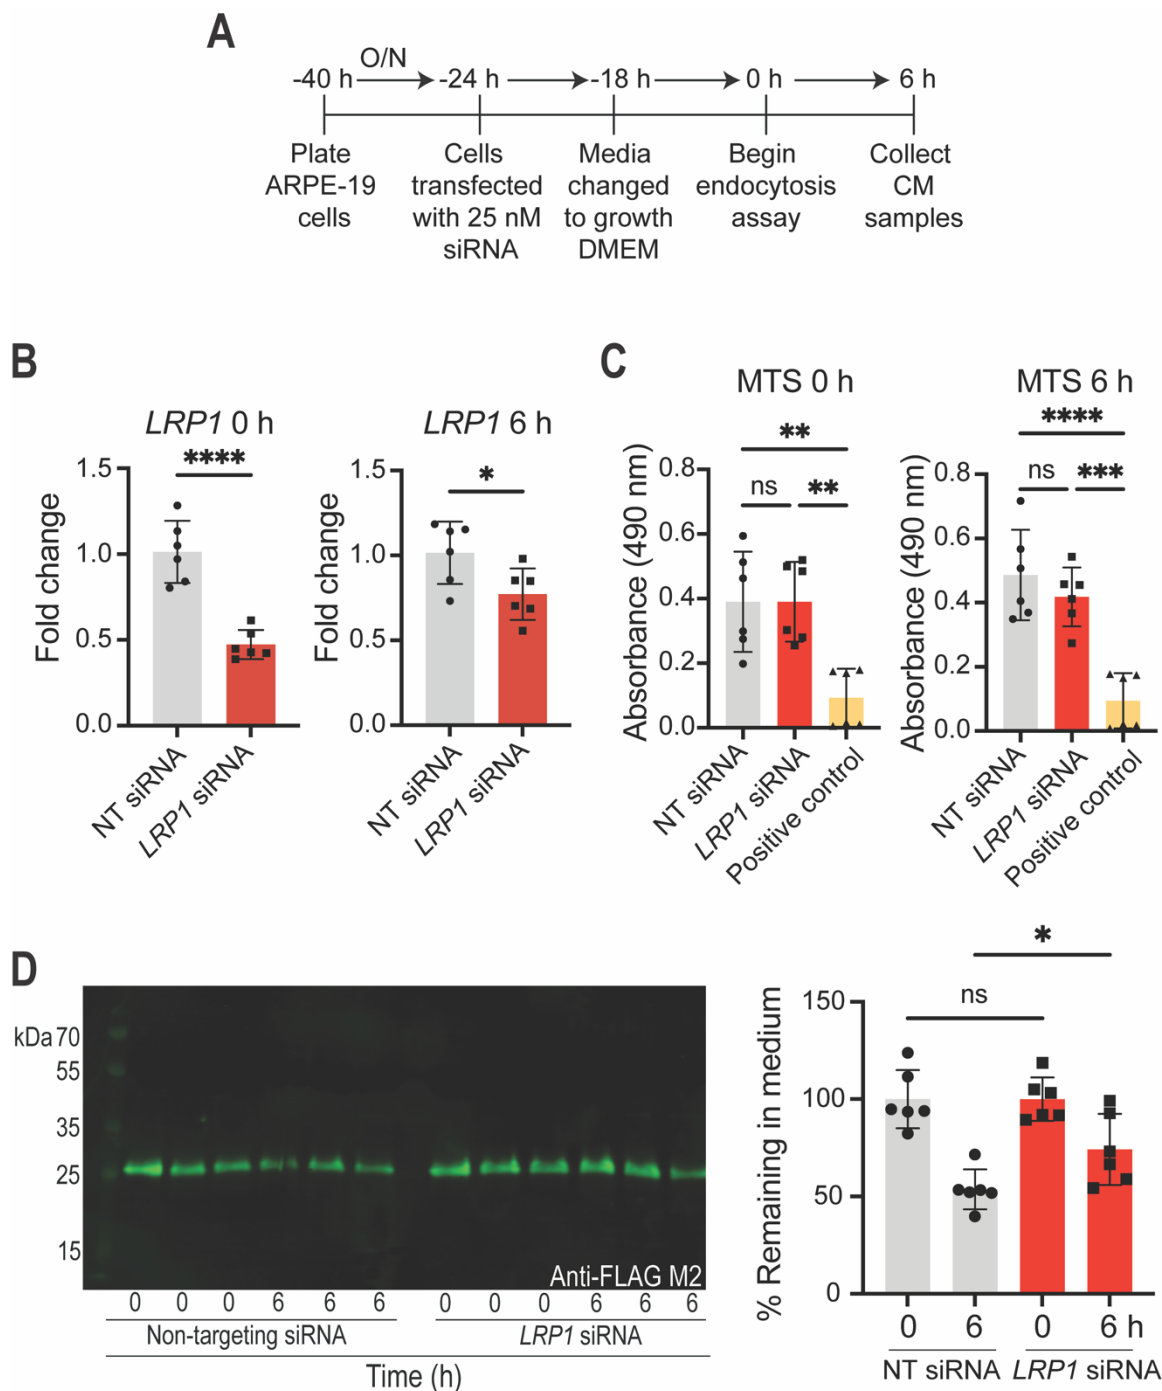 A
O/N
-40 h
-24 h
-18 h
0 h
6 h
Plate
ARPE-19
cells
Cells
transfected
with 25 nM
siRNA
Media
changed
to growth
DMEM
Begin
endocytosis
assay
Collect
CM
samples
B
LRP1 0 h
****
Fold change
1.5
1.0
0.5
0.0
NT siRNA
LRP1 siRNA
LRP1 6 h
*
Fold change
1.5
1.0
0.5
0.0
NT siRNA
LRP1 siRNA
C
MTS 0 h
**
ns
**
Absorbance (490 nm)
0.8
0.6
0.4
0.2
0.0
NT siRNA
LRP1 siRNA
Positive control
MTS 6 h
****
ns
***
Absorbance (490 nm)
0.8
0.6
0.4
0.2
0.0
NT siRNA
LRP1 siRNA
Positive control
D
kDa 70
55
35
25
15
Anti-FLAG M2
0 0 0 6 6 6 0 0 0 6 6 6
Non-targeting siRNA
LRP1 siRNA
Time (h)
*
ns
% Remaining in medium
150
100
50
0
0 6 0 6 h
NT siRNA LRP1 siRNA